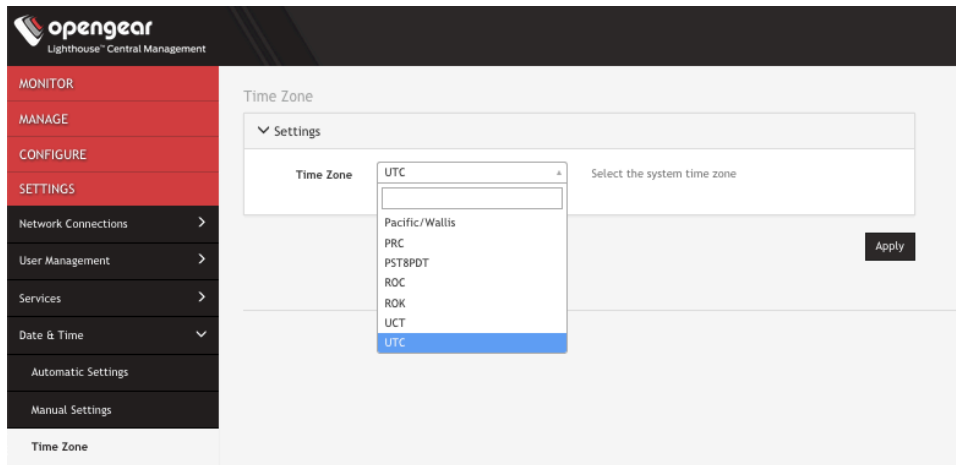 opengear
Lighthouse™ Central Management
MONITOR
MANAGE
CONFIGURE
SETTINGS
Network Connections
User Management
Services
Date & Time
Automatic Settings
Manual Settings
Time Zone
Time Zone
Settings
Time Zone
UTC
Select the system time zone
Pacific/Wallis
PRC
PST8PDT
ROC
ROK
UCT
UTC
Apply